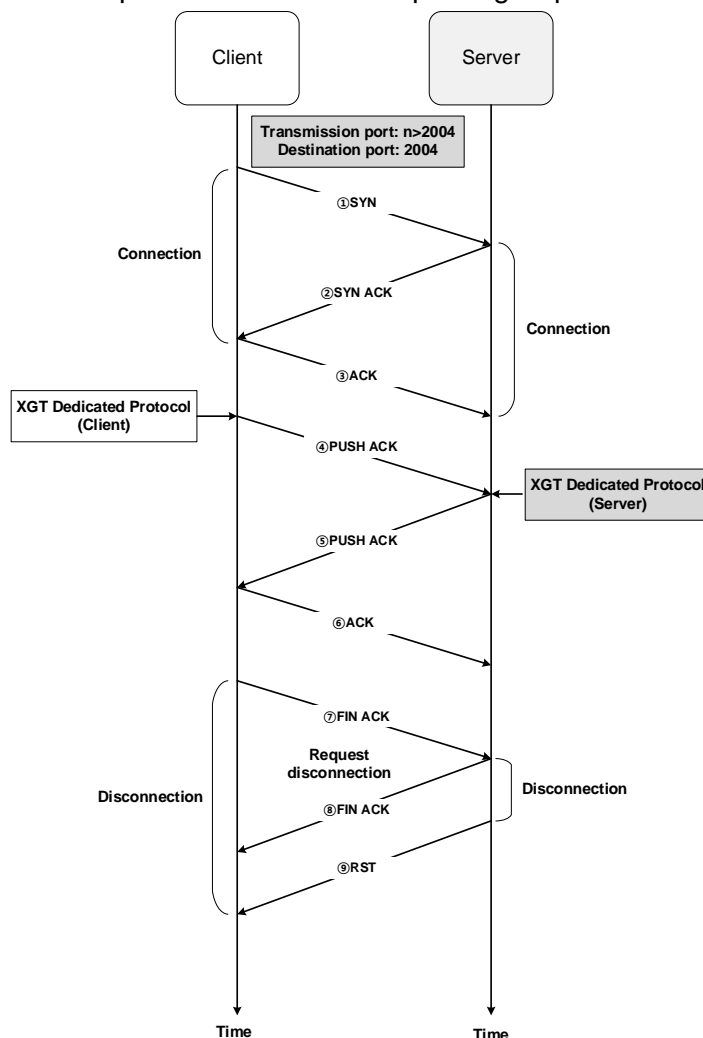 Client
Server
Transmission port: n>2004
Destination port: 2004
①SYN
Connection
②SYN ACK
Connection
③ACK
XGT Dedicated Protocol
(Client)
④PUSH ACK
XGT Dedicated Protocol
(Server)
⑤PUSH ACK
⑥ACK
⑦FIN ACK
Request
disconnection
Disconnection
Disconnection
⑧FIN ACK
⑨RST
Time
Time